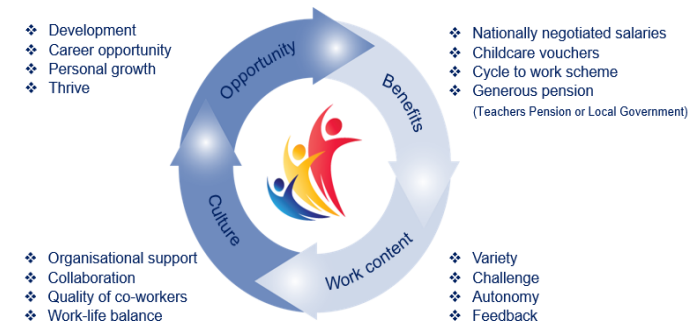 ❖ Development
❖ Career opportunity
❖ Personal growth
❖ Thrive
❖ Nationally negotiated salaries
❖ Childcare vouchers
❖ Cycle to work scheme
❖ Generous pension
(Teachers Pension or Local Government)
Opportunity
Benefits
Culture
Work content
❖ Organisational support
❖ Collaboration
❖ Quality of co-workers
❖ Work-life balance
❖ Variety
❖ Challenge
❖ Autonomy
❖ Feedback